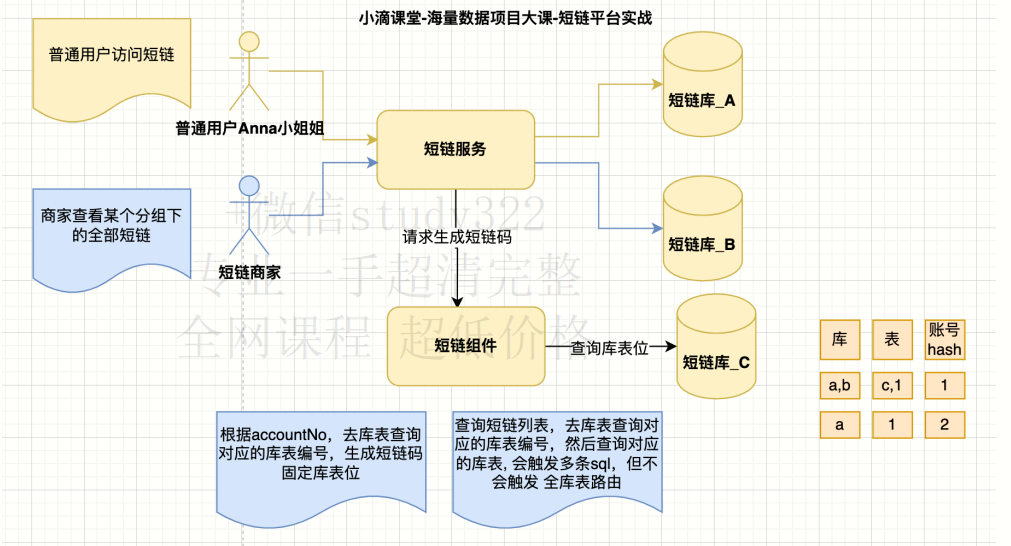 小滴课堂-海量数据项目大课-短链平台实战
普通用户访问短链
普通用户Anna小姐姐
短链服务
短链库_A
商家查看某个分组下
的全部短链
短链商家
短链库_B
+微信study322
请求生成短链码
专业一手超清完整
全网课程 超低价格
短链组件
查询库表位
短链库_C
库
表
账号
hash
a,b
c,1
1
a
1
2
根据accountNo，去库表查询
对应的库表编号，生成短链码
固定库表位
查询短链列表，去库表查询对
应的库表编号，然后查询对应
的库表, 会触发多条sql，但不
会触发 全库表路由